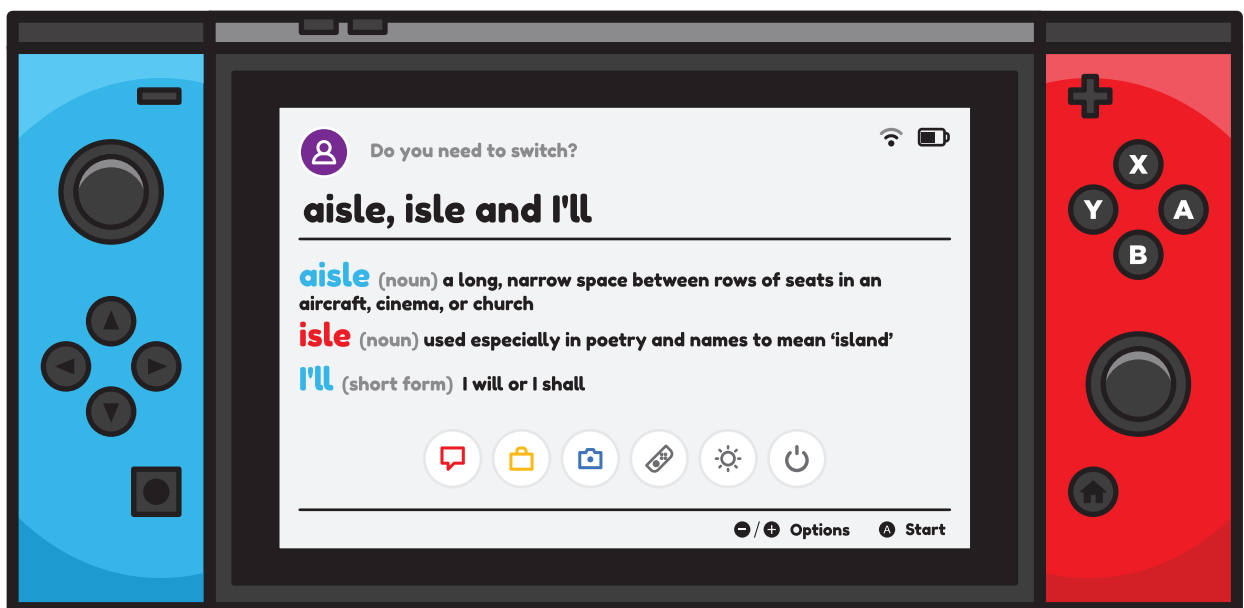 Do you need to switch?
aisle, isle and I'll
aisle (noun) a long, narrow space between rows of seats in an
aircraft, cinema, or church
isle (noun) used especially in poetry and names to mean ‘island’
I'll (short form) I will or I shall
X
Y A
B
−/+ Options A Start